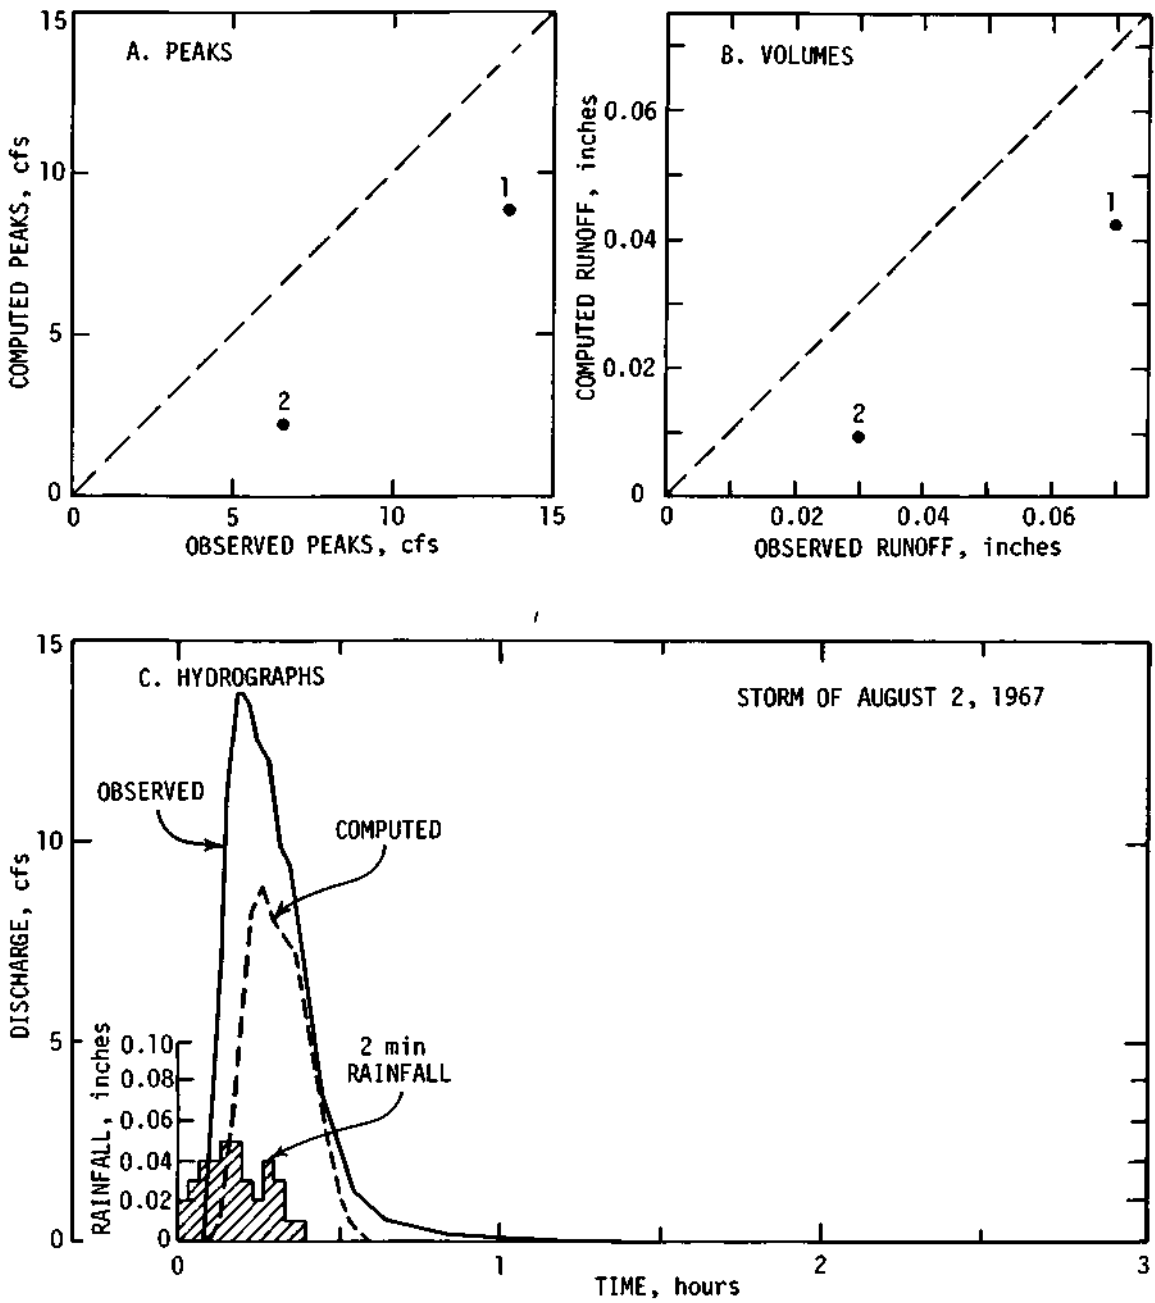 A. PEAKS
15
10
5
0
COMPUTED PEAKS, cfs
1
2
0 5 10 15
OBSERVED PEAKS, cfs
B. VOLUMES
0.06
0.04
0.02
0
COMPUTED RUNOFF, inches
1
2
0 0.02 0.04 0.06
OBSERVED RUNOFF, inches
C. HYDROGRAPHS
STORM OF AUGUST 2, 1967
15
10
5
0
DISCHARGE, cfs
OBSERVED
COMPUTED
2 min
RAINFALL
0.10
0.08
0.06
0.04
0.02
0
RAINFALL, inches
0 1 2 3
TIME, hours